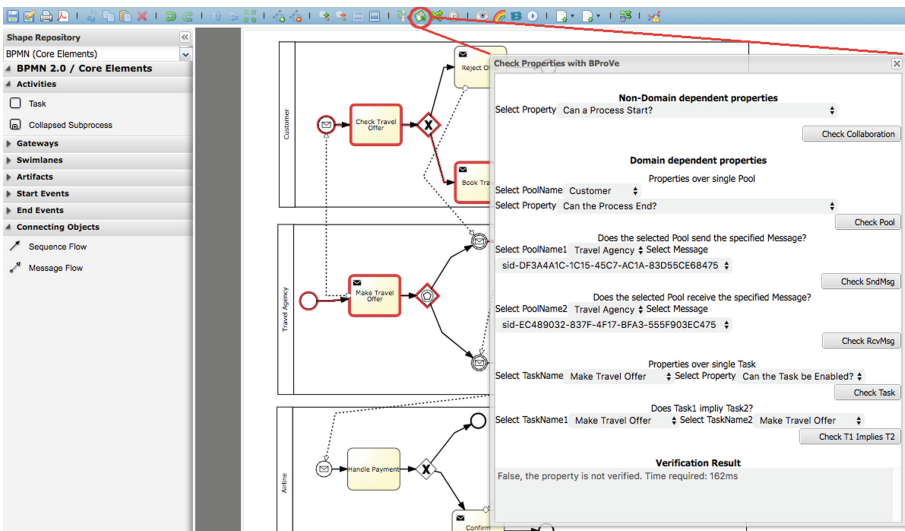 Shape Repository
BPMN (Core Elements)
BPMN 2.0 / Core Elements
Activities
Task
Collapsed Subprocess
Gateways
Swimlanes
Artifacts
Start Events
End Events
Connecting Objects
Sequence Flow
Message Flow
Customer
Check Travel
Offer
Reject
Book
Travel Agency
Make Travel
Offer
Airline
Handle Payment
Confirm
Check Properties with BProVe
Non-Domain dependent properties
Select Property Can a Process Start?
Check Collaboration
Domain dependent properties
Properties over single Pool
Select PoolName Customer
Select Property Can the Process End?
Check Pool
Does the selected Pool send the specified Message?
Select PoolName1 Travel Agency Select Message
sid-DF3A4A1C-1C15-45C7-AC1A-83D55CE68475
Check SndMsg
Does the selected Pool receive the specified Message?
Select PoolName2 Travel Agency Select Message
sid-EC489032-837F-4F17-BFA3-555F903EC475
Check RcvMsg
Properties over single Task
Select TaskName Make Travel Offer Select Property Can the Task be Enabled?
Check Task
Does Task1 impliy Task2?
Select TaskName1 Make Travel Offer Select TaskName2 Make Travel Offer
Check T1 Implies T2
Verification Result
False, the property is not verified. Time required: 162ms